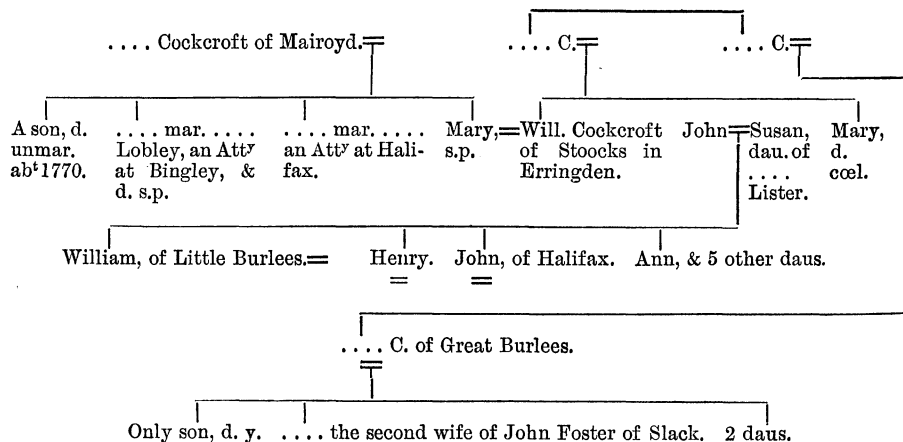 .... Cockcroft of Mairoyd.= .... C.= .... C.=
A son, d. .... mar. ..... .... mar. ..... Mary,=Will. Cockcroft John=Susan, Mary,
unmar. Lobley, an Attʸ an Attʸ at Hali- s.p. of Stoocks in dau. of d.
abᵗ 1770. at Bingley, & fax. Erringden. .... cœl.
d. s.p. Lister.
William, of Little Burlees.= Henry. John, of Halifax. Ann, & 5 other daus.
= =
.... C. of Great Burlees.
=
Only son, d. y. .... the second wife of John Foster of Slack. 2 daus.